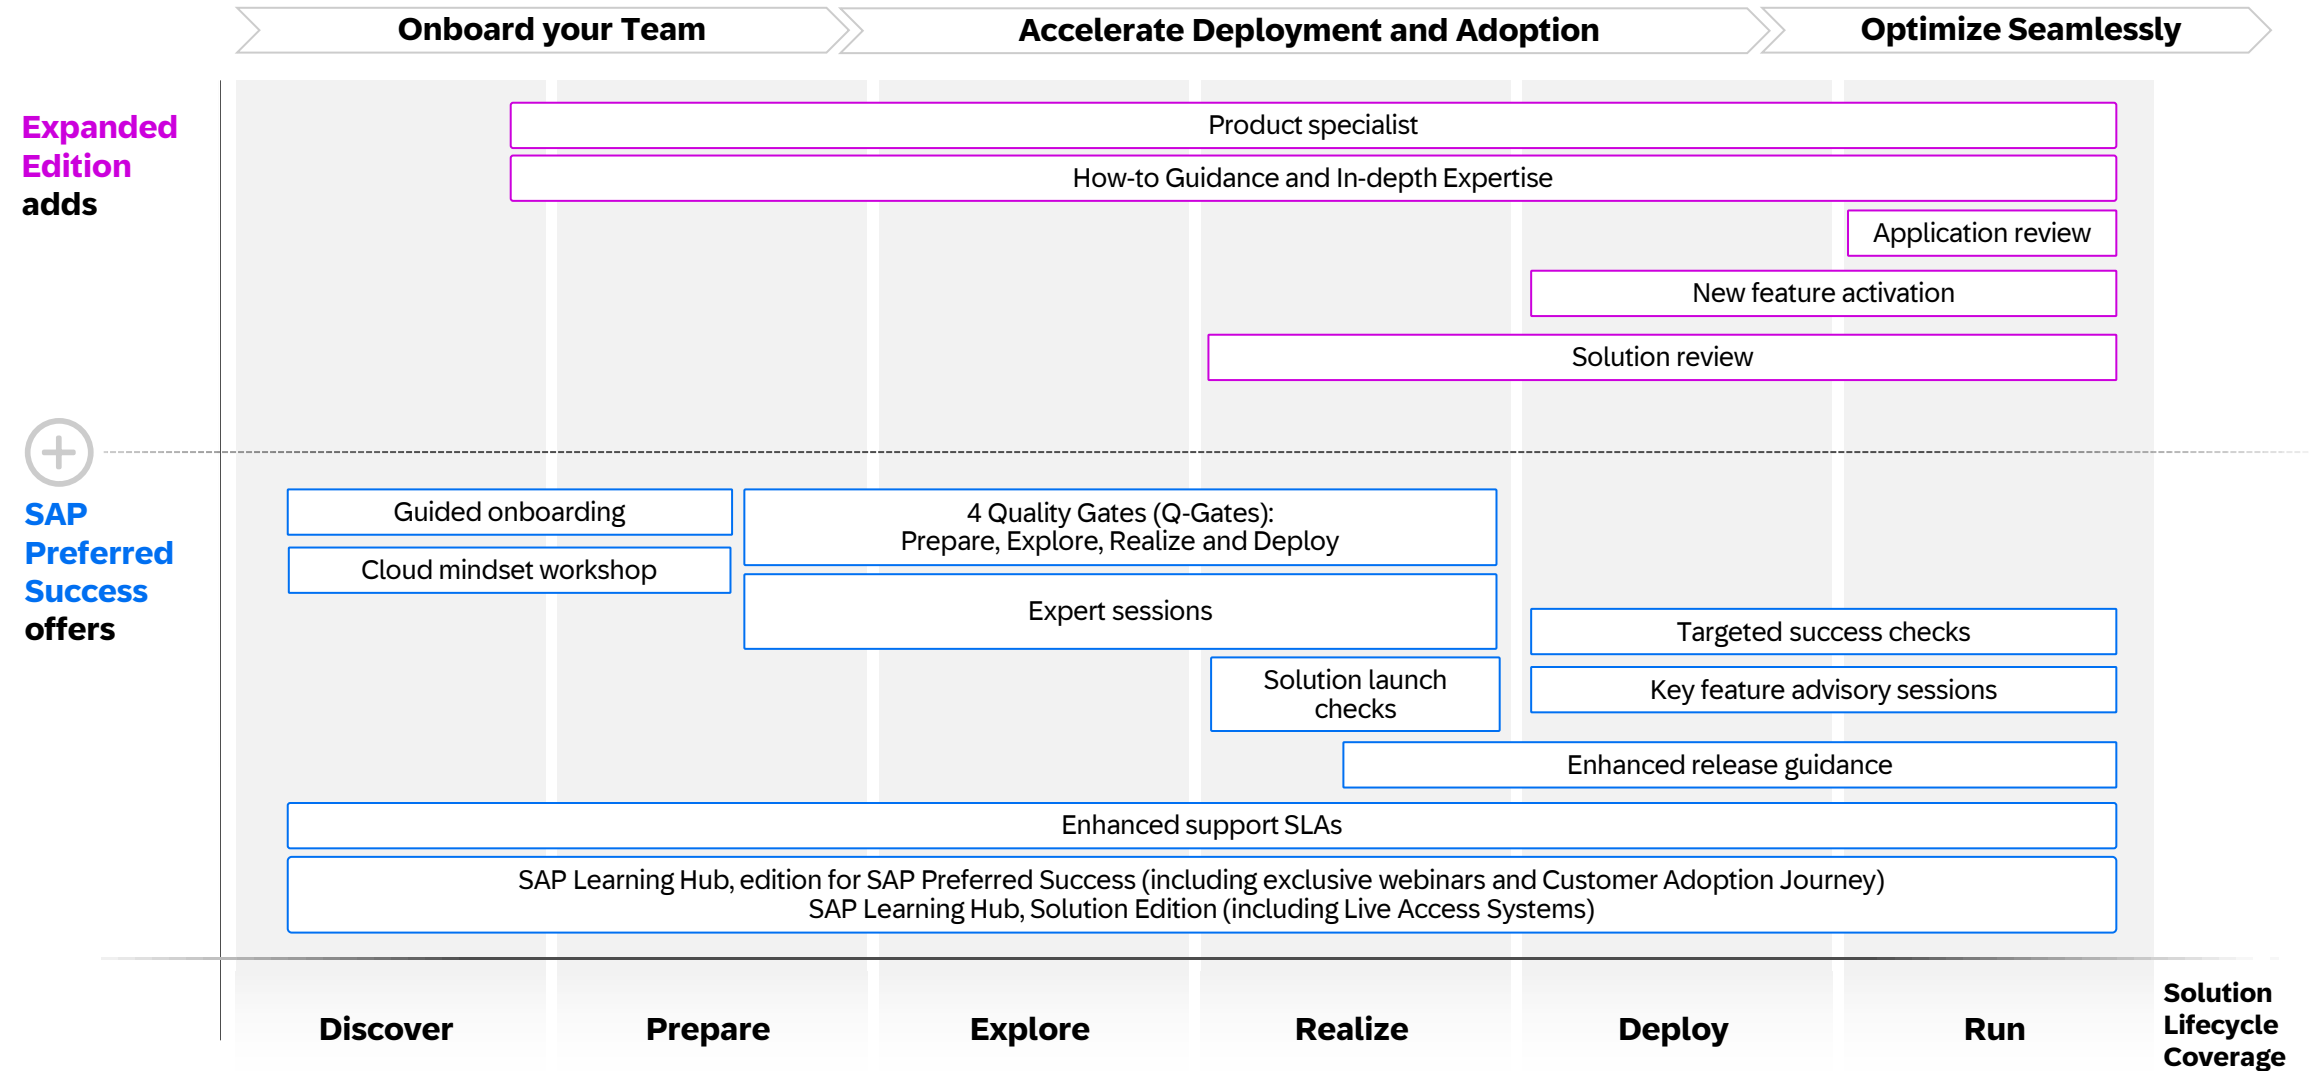 Onboard your Team
Accelerate Deployment and Adoption
Optimize Seamlessly
Expanded
Edition
adds
Product specialist
How-to Guidance and In-depth Expertise
Application review
New feature activation
Solution review
SAP
Preferred
Success
offers
Guided onboarding
Cloud mindset workshop
4 Quality Gates (Q-Gates):
Prepare, Explore, Realize and Deploy
Expert sessions
Solution launch
checks
Targeted success checks
Key feature advisory sessions
Enhanced release guidance
Enhanced support SLAs
SAP Learning Hub, edition for SAP Preferred Success (including exclusive webinars and Customer Adoption Journey)
SAP Learning Hub, Solution Edition (including Live Access Systems)
Discover
Prepare
Explore
Realize
Deploy
Run
Solution
Lifecycle
Coverage